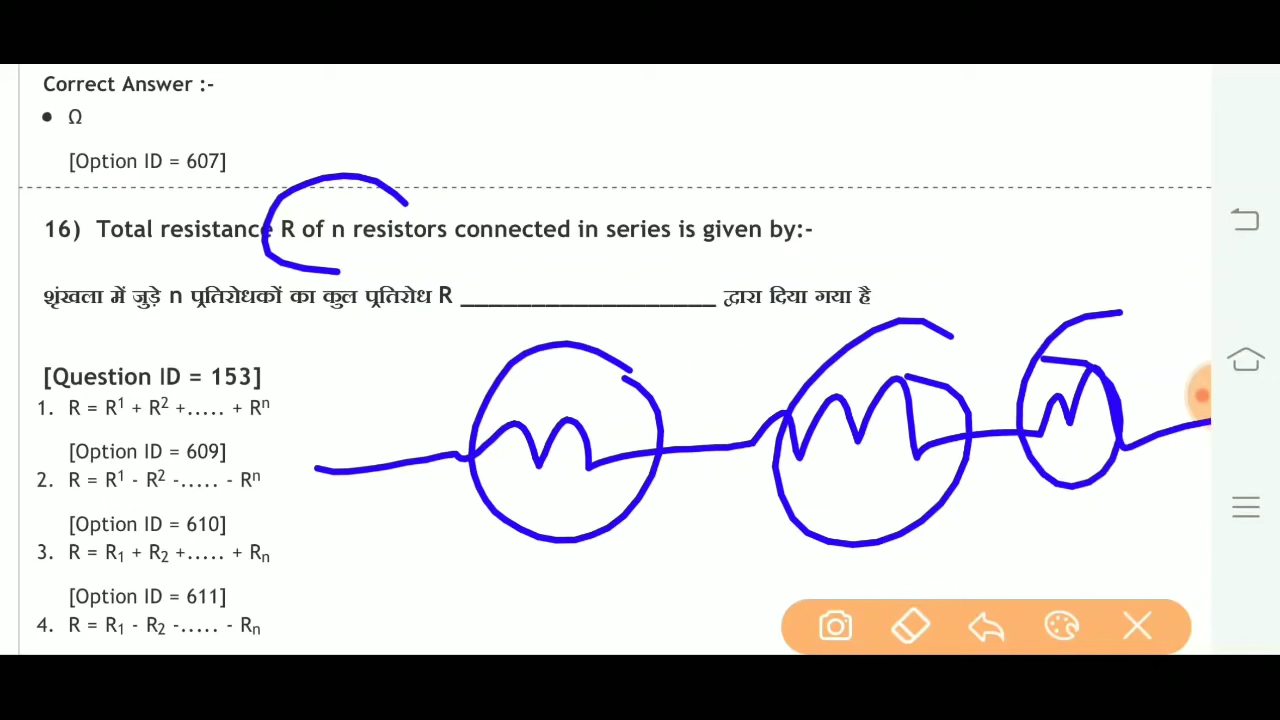 Correct Answer :-
• Ω
[Option ID = 607]
16) Total resistance R of n resistors connected in series is given by:-
शृंखला में जुड़े n प्रतिरोधकों का कुल प्रतिरोध R ___________________ द्वारा दिया गया है
[Question ID = 153]
1. R = R¹ + R² +..... + Rⁿ
[Option ID = 609]
2. R = R¹ - R² -..... - Rⁿ
[Option ID = 610]
3. R = R₁ + R₂ +..... + Rₙ
[Option ID = 611]
4. R = R₁ - R₂ -..... - Rₙ